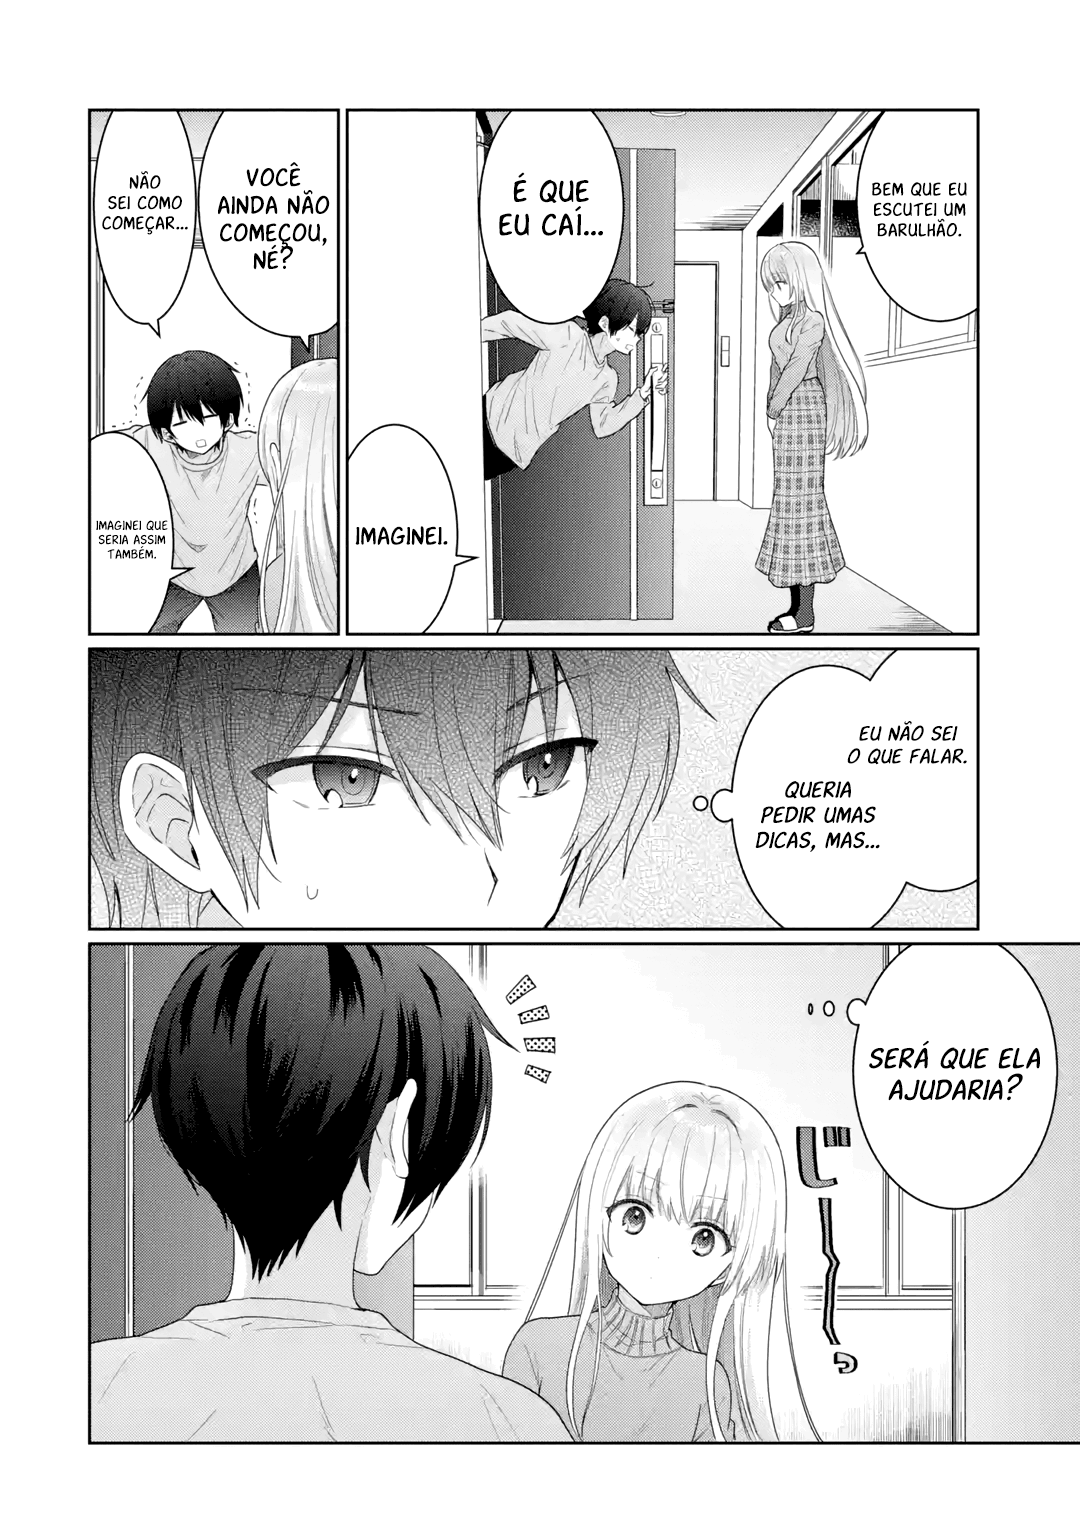 BEM QUE EU
ESCUTEI UM
BARULHÃO.
É QUE
EU CAÍ...
IMAGINEI.
VOCÊ
AINDA NÃO
COMEÇOU,
NÉ?
NÃO
SEI COMO
COMEÇAR...
IMAGINEI QUE
SERIA ASSIM
TAMBÉM.
EU NÃO SEI
O QUE FALAR.
QUERIA
PEDIR UMAS
DICAS, MAS...
SERÁ QUE ELA
AJUDARIA?
じーっ